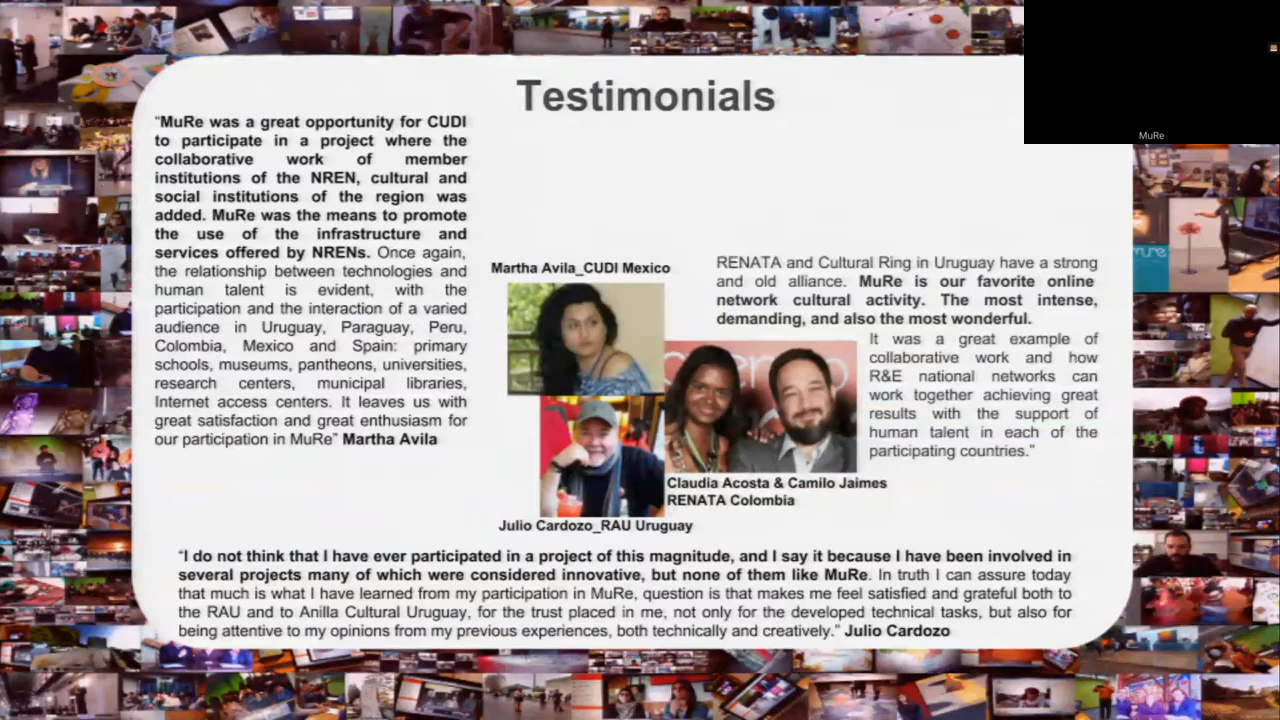 Testimonials
MuRe
"MuRe was a great opportunity for CUDI
to participate in a project where the
collaborative work of member
institutions of the NREN, cultural and
social institutions of the region was
added. MuRe was the means to promote
the use of the infrastructure and
services offered by NRENs. Once again,
the relationship between technologies and
human talent is evident, with the
participation and the interaction of a varied
audience in Uruguay, Paraguay, Peru,
Colombia, Mexico and Spain: primary
schools, museums, pantheons, universities,
research centers, municipal libraries,
Internet access centers. It leaves us with
great satisfaction and great enthusiasm for
our participation in MuRe" Martha Avila
Martha Avila_CUDI Mexico
RENATA and Cultural Ring in Uruguay have a strong
and old alliance. MuRe is our favorite online
network cultural activity. The most intense,
demanding, and also the most wonderful.
It was a great example of
collaborative work and how
R&E national networks can
work together achieving great
results with the support of
human talent in each of the
participating countries."
Claudia Acosta & Camilo Jaimes
RENATA Colombia
Julio Cardozo_RAU Uruguay
"I do not think that I have ever participated in a project of this magnitude, and I say it because I have been involved in
several projects many of which were considered innovative, but none of them like MuRe. In truth I can assure today
that much is what I have learned from my participation in MuRe, question is that makes me feel satisfied and grateful both to
the RAU and to Anilla Cultural Uruguay, for the trust placed in me, not only for the developed technical tasks, but also for
being attentive to my opinions from my previous experiences, both technically and creatively." Julio Cardozo